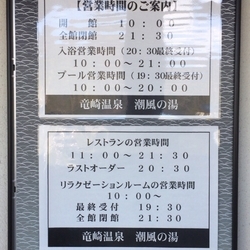 【営業時間のご案内】
開館 10:00
全館閉館 21:30
入浴営業時間(20:30最終受付)
10:00~21:00
プール営業時間(19:30最終受付)
10:00~20:00
竜崎温泉 潮風の湯
レストランの営業時間
11:00~21:30
ラストオーダー 20:30
リラクゼーションルームの営業時間
10:00~
最終受付 19:30
全館閉館 21:30
竜崎温泉 潮風の湯